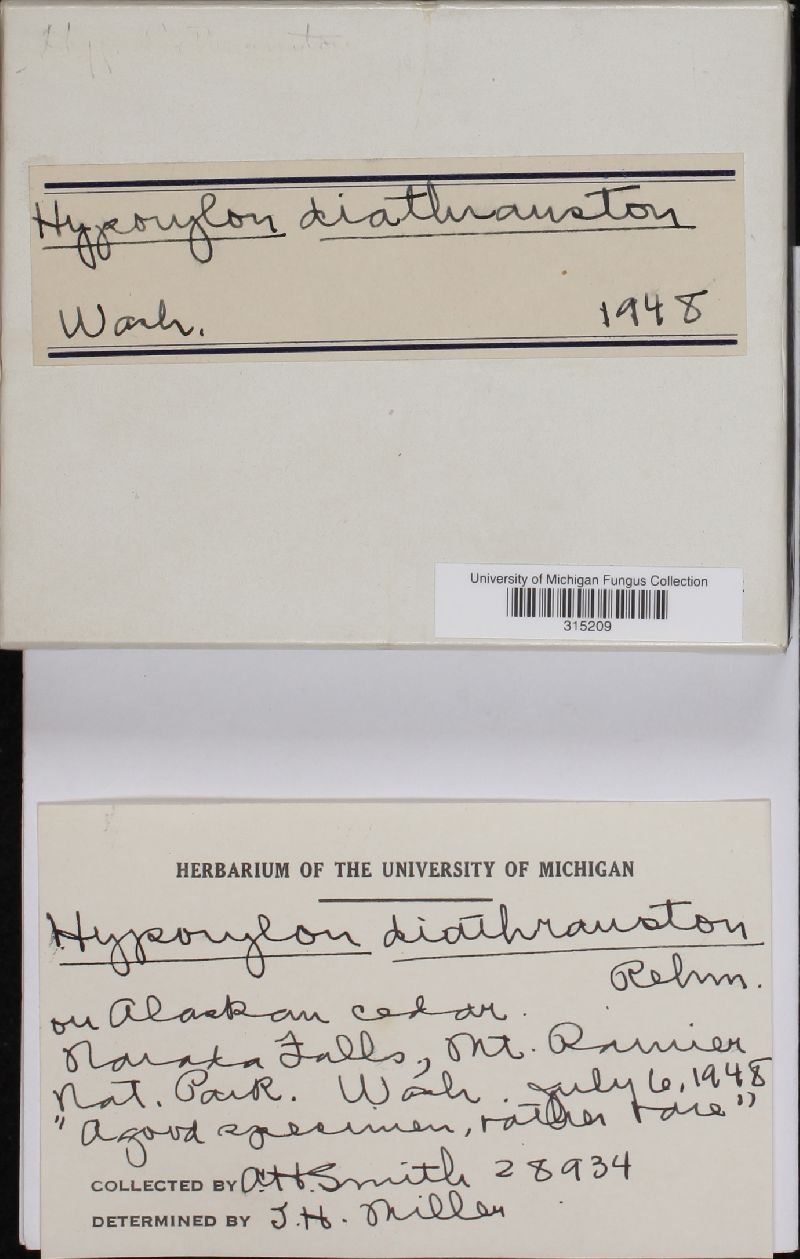 Hypoxylon diathrauston
Wash. 1948
University of Michigan Fungus Collection
315209
HERBARIUM OF THE UNIVERSITY OF MICHIGAN
Hypoxylon diathrauston
Rehm.
on Alaskan cedar.
Narada Falls, Mt. Ranier
Nat. Park. Wash. July 6, 1948
"A good specimen, rather rare"
COLLECTED BY A.H. Smith 28934
DETERMINED BY J.H. Miller